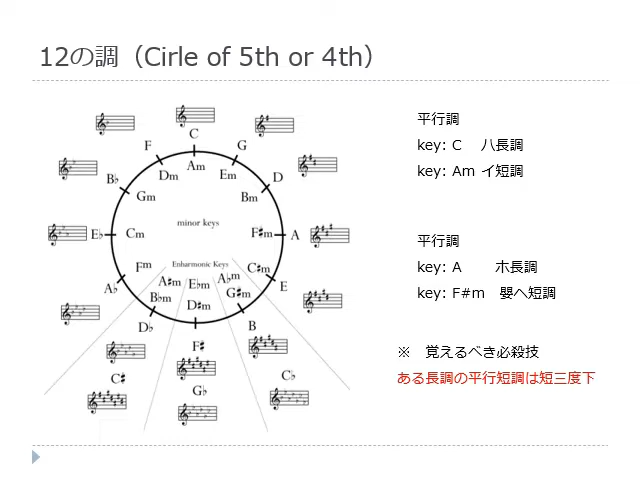 12の調（Cirle of 5th or 4th）
C
F
G
Am
Dm
Em
B♭
D
Gm
Bm
minor keys
E♭
Cm
F#m
A
Enharmonic Keys
Fm
C#m
A♭
A#m
E♭m
A♭m
E
B♭m
D#m
G#m
D♭
B
F#
C#
G♭
C♭
平行調
key: C ハ長調
key: Am イ短調
平行調
key: A ホ長調
key: F#m 嬰ヘ短調
※ 覚えるべき必殺技
ある長調の平行短調は短三度下